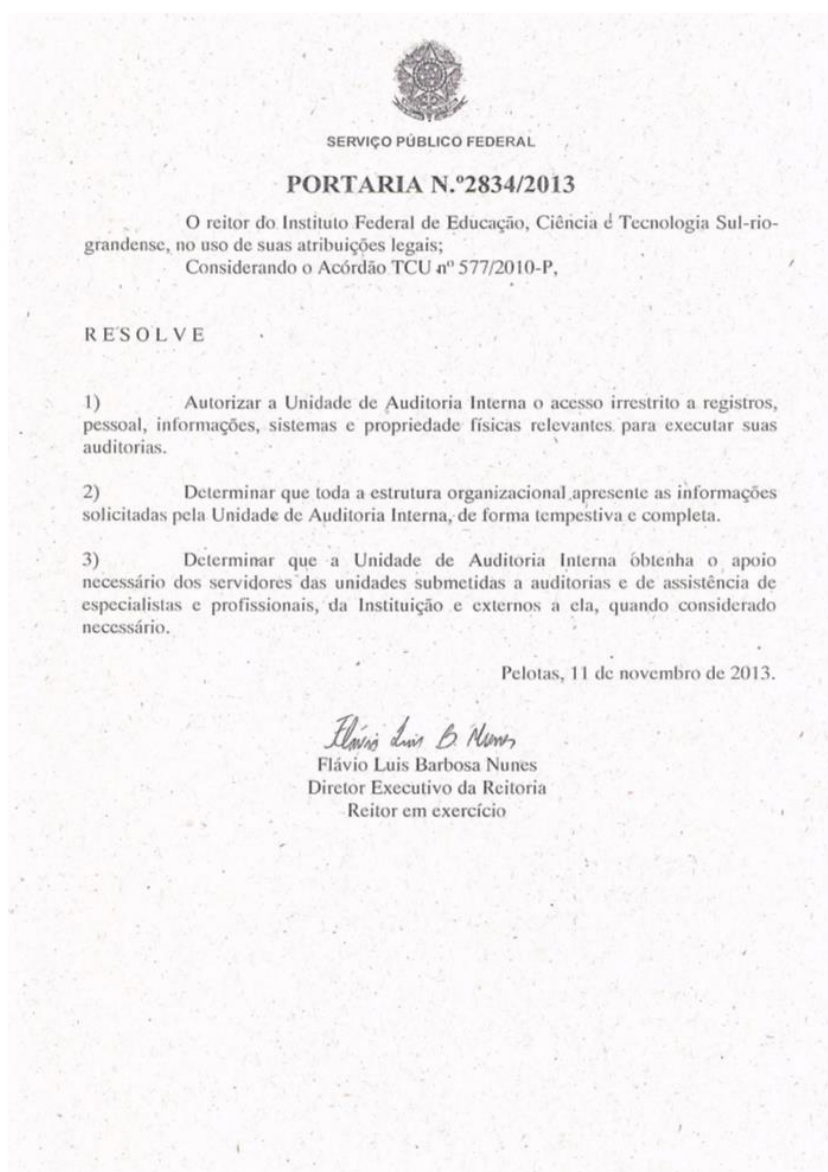 SERVIÇO PÚBLICO FEDERAL
PORTARIA N.º2834/2013
O reitor do Instituto Federal de Educação, Ciência é Tecnologia Sul-rio-
grandense, no uso de suas atribuições legais;
Considerando o Acórdão TCU nº 577/2010-P,
R E S O L V E
1) Autorizar a Unidade de Auditoria Interna o acesso irrestrito a registros,
pessoal, informações, sistemas e propriedade físicas relevantes para executar suas
auditorias.
2) Determinar que toda a estrutura organizacional apresente as informações
solicitadas pela Unidade de Auditoria Interna, de forma tempestiva e completa.
3) Determinar que a Unidade de Auditoria Interna obtenha o apoio
necessário dos servidores das unidades submetidas a auditorias e de assistência de
especialistas e profissionais, da Instituição e externos a ela, quando considerado
necessário.
Pelotas, 11 de novembro de 2013.
Flávio Luis B. Nunes
Flávio Luis Barbosa Nunes
Diretor Executivo da Reitoria
Reitor em exercício